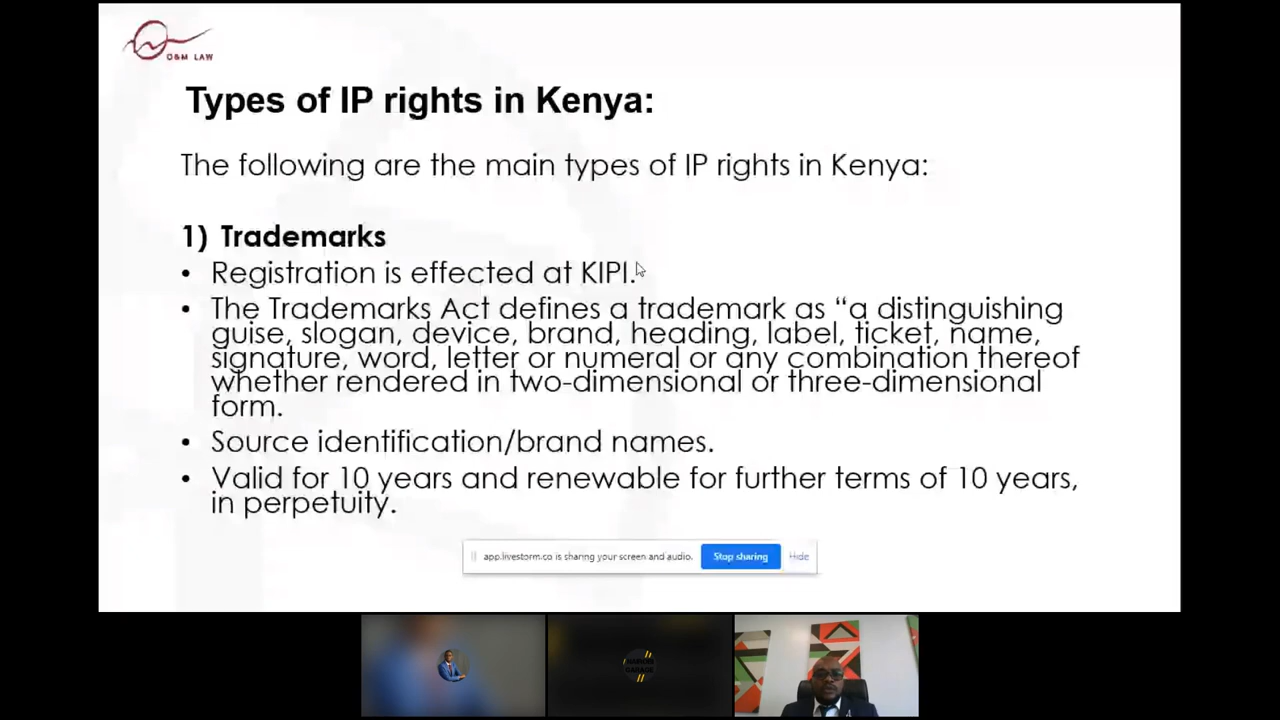 O&M LAW
Types of IP rights in Kenya:
The following are the main types of IP rights in Kenya:
1) Trademarks
• Registration is effected at KIPI.
• The Trademarks Act defines a trademark as “a distinguishing
guise, slogan, device, brand, heading, label, ticket, name,
signature, word, letter or numeral or any combination thereof
whether rendered in two-dimensional or three-dimensional
form.
• Source identification/brand names.
• Valid for 10 years and renewable for further terms of 10 years,
in perpetuity.
app.livestorm.co is sharing your screen and audio. Stop sharing Hide